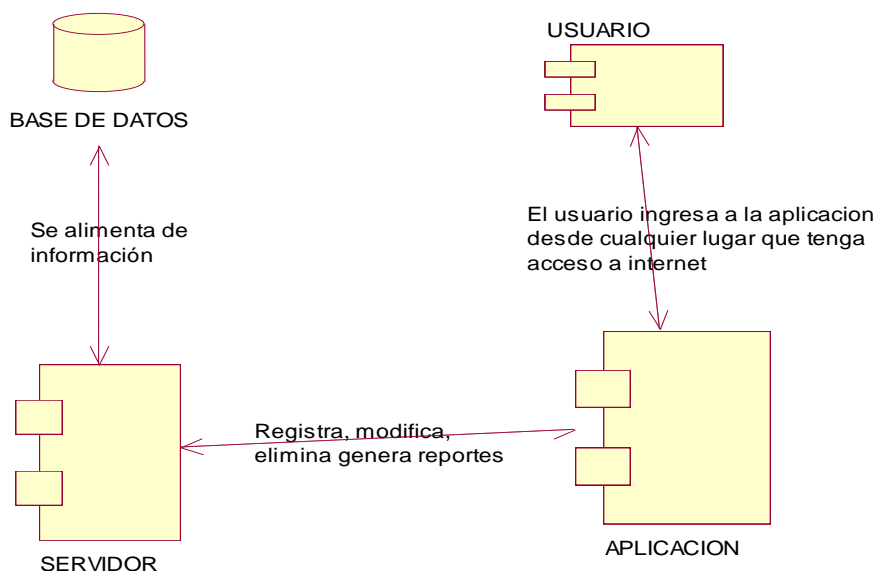 USUARIO
BASE DE DATOS
Se alimenta de
información
El usuario ingresa a la aplicacion
desde cualquier lugar que tenga
acceso a internet
Registra, modifica,
elimina genera reportes
SERVIDOR
APLICACION